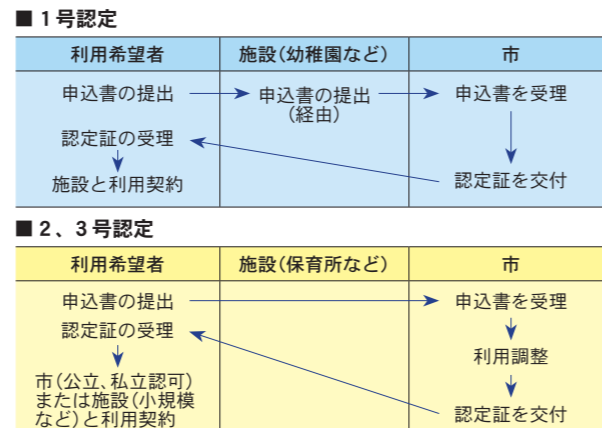 ■１号認定
利用希望者 施設(幼稚園など) 市
申込書の提出 申込書の提出 申込書を受理
(経由)
認定証の受理
施設と利用契約 認定証を交付
■２、３号認定
利用希望者 施設(保育所など) 市
申込書の提出 申込書を受理
認定証の受理
利用調整
市(公立、私立認可)
または施設(小規模
など)と利用契約 認定証を交付